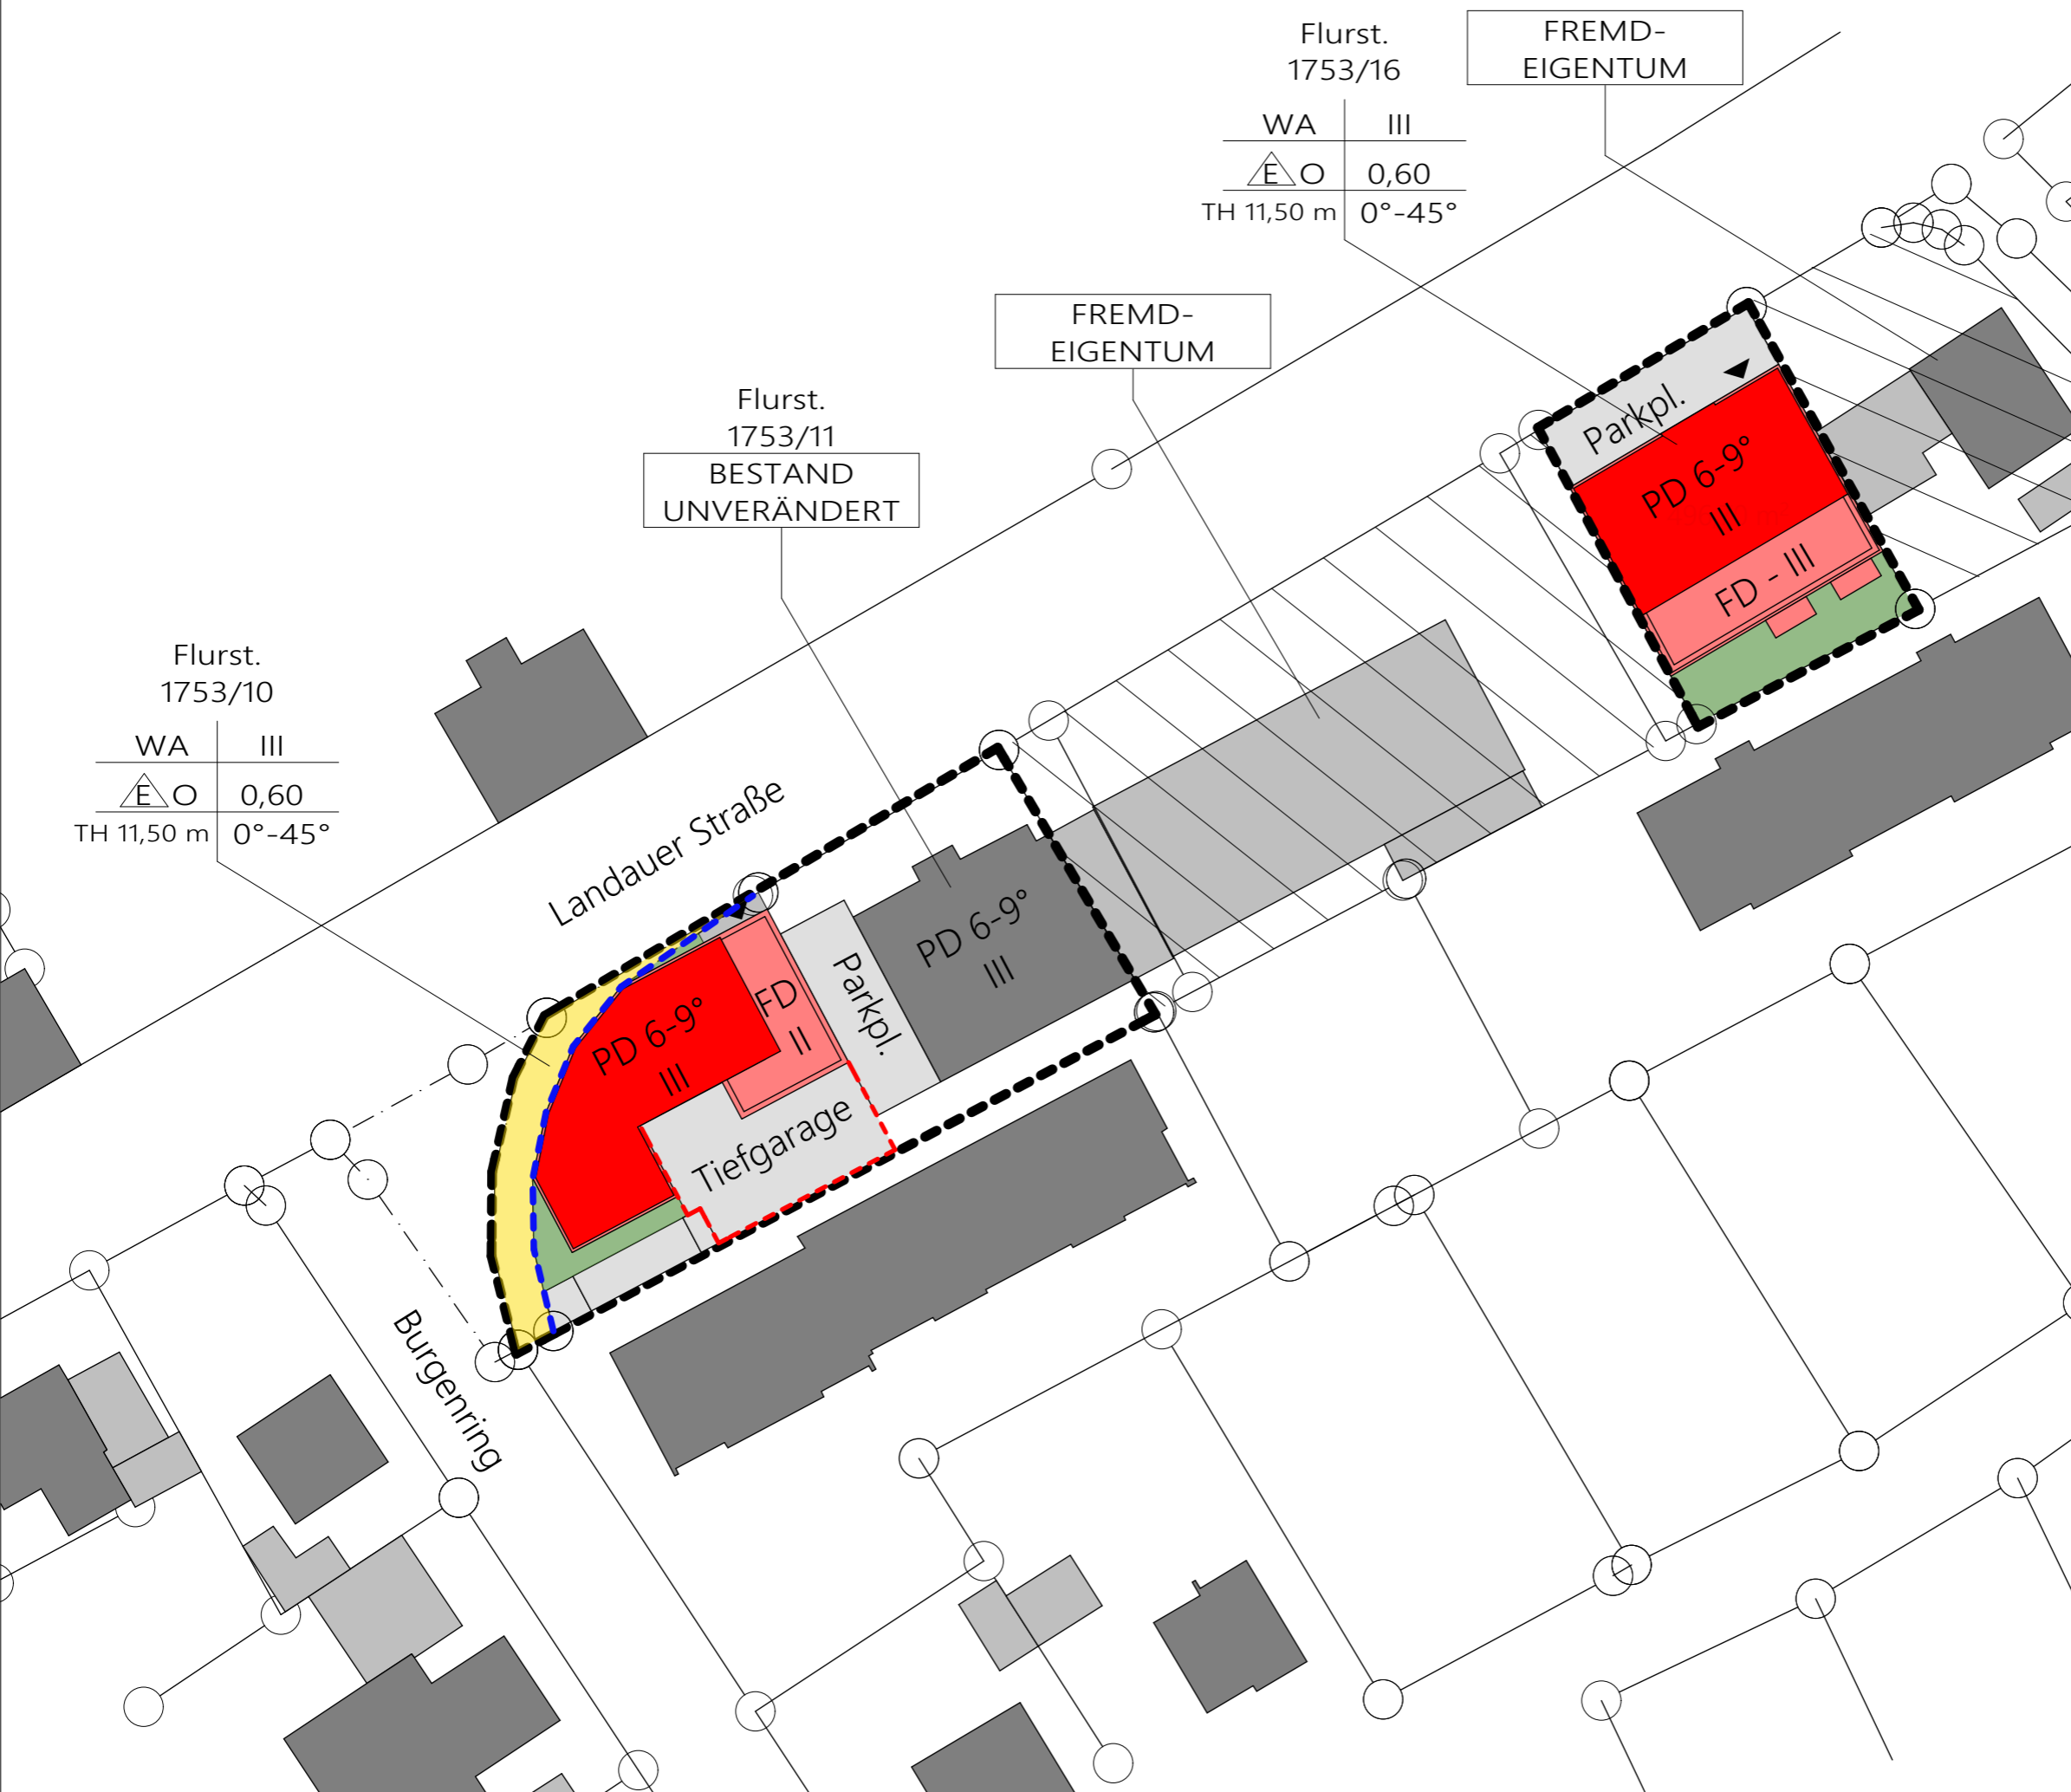 Flurst.
1753/16
WA III
E O 0,60
TH 11,50 m 0°-45°
FREMD-
EIGENTUM
FREMD-
EIGENTUM
Flurst.
1753/11
BESTAND
UNVERÄNDERT
Flurst.
1753/10
WA III
E O 0,60
TH 11,50 m 0°-45°
Parkpl.
PD 6-9°
III
FD - III
Landauer Straße
PD 6-9°
III
Parkpl.
FD
II
PD 6-9°
III
Tiefgarage
Burgenring